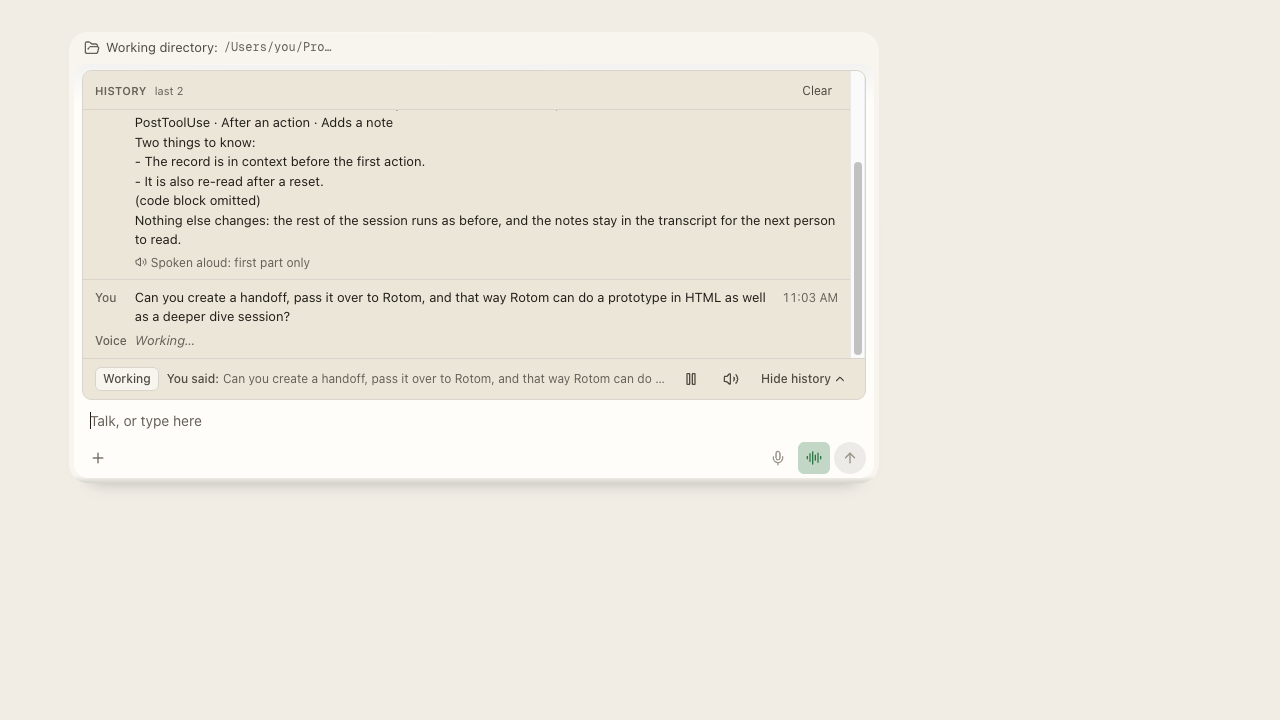 Working directory: /Users/you/Pro…
HISTORY last 2 Clear
PostToolUse · After an action · Adds a note
Two things to know:
- The record is in context before the first action.
- It is also re-read after a reset.
(code block omitted)
Nothing else changes: the rest of the session runs as before, and the notes stay in the transcript for the next person
to read.
Spoken aloud: first part only
You Can you create a handoff, pass it over to Rotom, and that way Rotom can do a prototype in HTML as well 11:03 AM
as a deeper dive session?
Voice Working…
Working You said: Can you create a handoff, pass it over to Rotom, and that way Rotom can do … Hide history
Talk, or type here